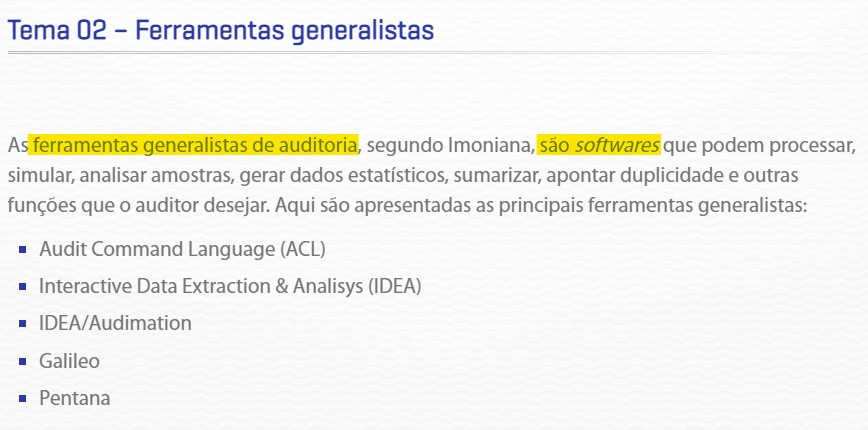 Tema 02 – Ferramentas generalistas
As ferramentas generalistas de auditoria, segundo Imoniana, são softwares que podem processar,
simular, analisar amostras, gerar dados estatísticos, sumarizar, apontar duplicidade e outras
funções que o auditor desejar. Aqui são apresentadas as principais ferramentas generalistas:
Audit Command Language (ACL)
Interactive Data Extraction & Analisys (IDEA)
IDEA/Audimation
Galileo
Pentana